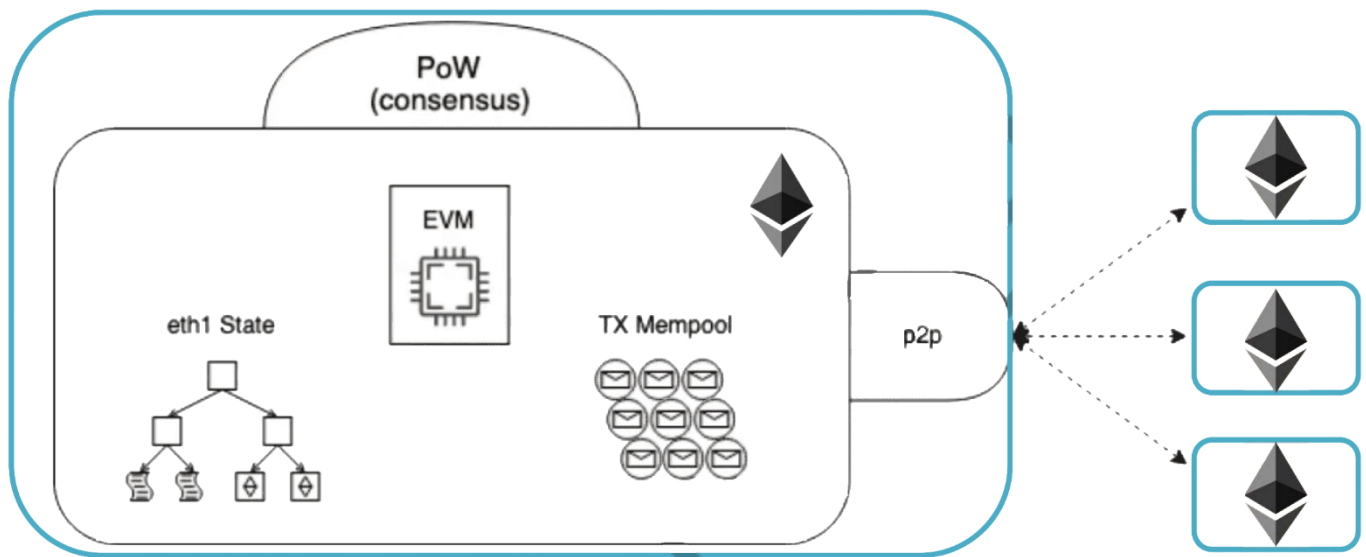 PoW
(consensus)
EVM
eth1 State
TX Mempool
p2p